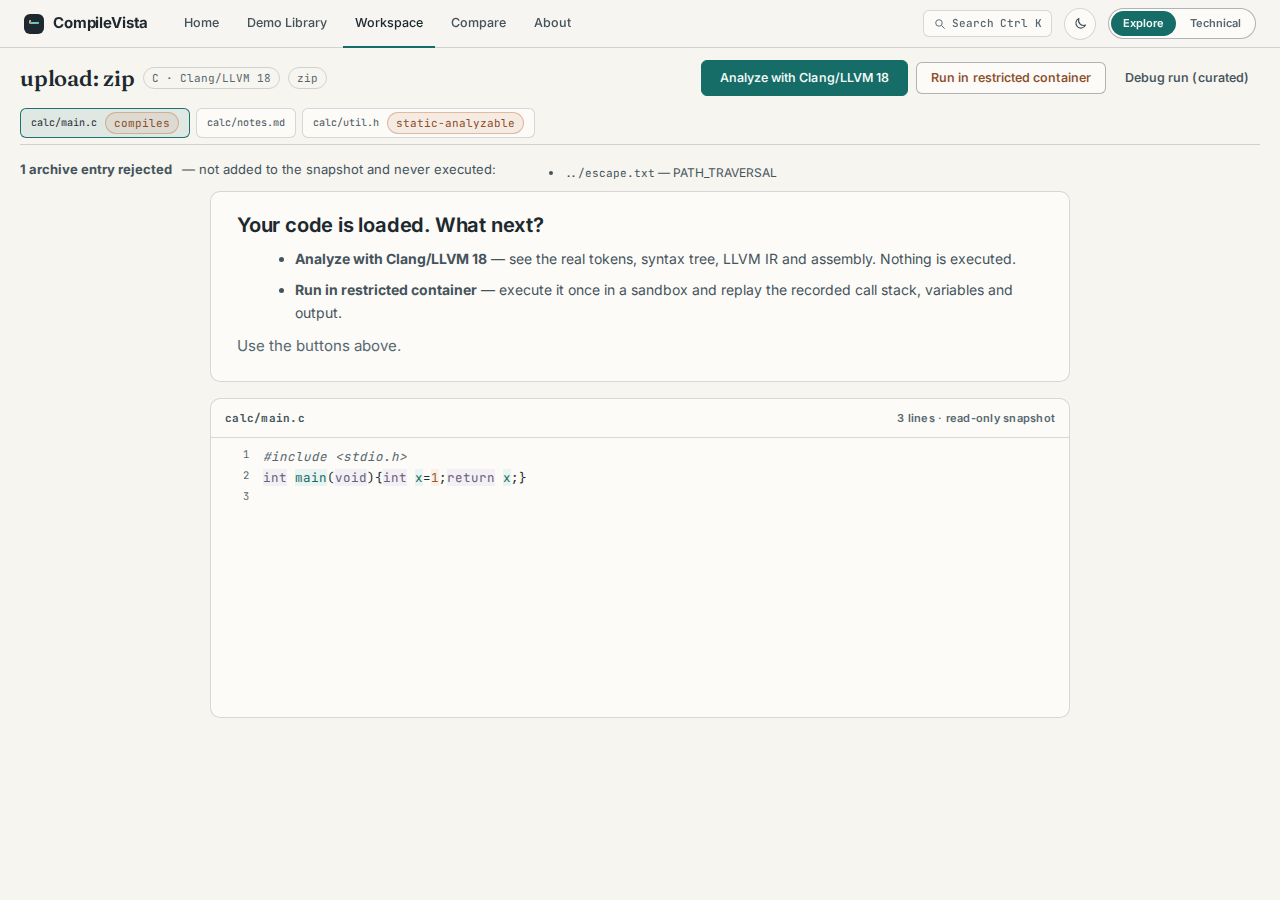 CompileVista
Home
Demo Library
Workspace
Compare
About
Search Ctrl K
Explore
Technical
upload: zip
C · Clang/LLVM 18
zip
Analyze with Clang/LLVM 18
Run in restricted container
Debug run (curated)
calc/main.c compiles
calc/notes.md
calc/util.h static-analyzable
1 archive entry rejected — not added to the snapshot and never executed:
• ../escape.txt — PATH_TRAVERSAL
Your code is loaded. What next?
• Analyze with Clang/LLVM 18 — see the real tokens, syntax tree, LLVM IR and assembly. Nothing is executed.
• Run in restricted container — execute it once in a sandbox and replay the recorded call stack, variables and
output.
Use the buttons above.
calc/main.c
3 lines · read-only snapshot
1 #include <stdio.h>
2 int main(void){int x=1;return x;}
3